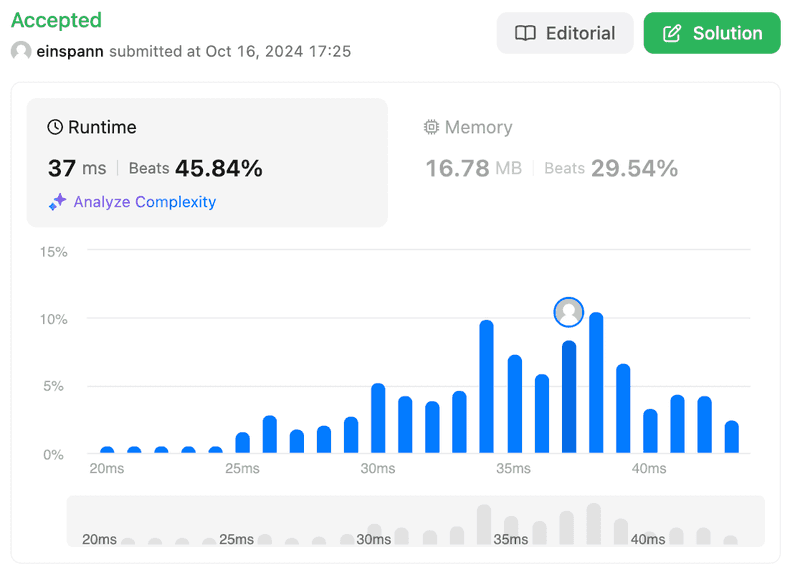 Accepted
einspann submitted at Oct 16, 2024 17:25
Editorial
Solution
Runtime
37 ms | Beats 45.84%
Analyze Complexity
Memory
16.78 MB | Beats 29.54%
15%
10%
5%
0%
20ms 25ms 30ms 35ms 40ms
20ms 25ms 30ms 35ms 40ms